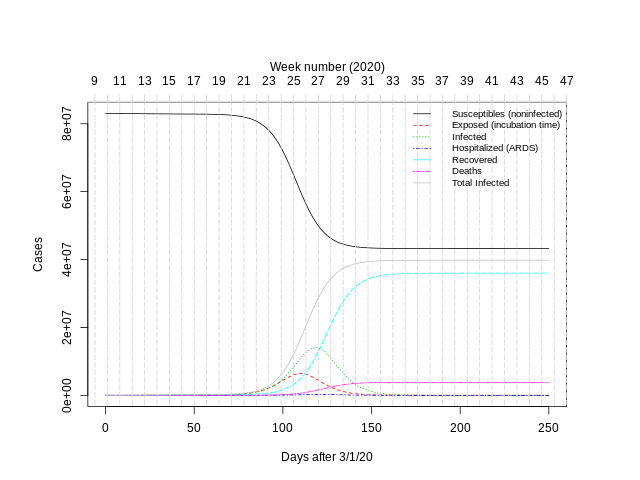 Week number (2020)
9 11 13 15 17 19 21 23 25 27 29 31 33 35 37 39 41 43 45 47
Susceptibles (noninfected)
Exposed (incubation time)
Infected
Hospitalized (ARDS)
Recovered
Deaths
Total Infected
8e+07
6e+07
4e+07
2e+07
0e+00
Cases
0 50 100 150 200 250
Days after 3/1/20